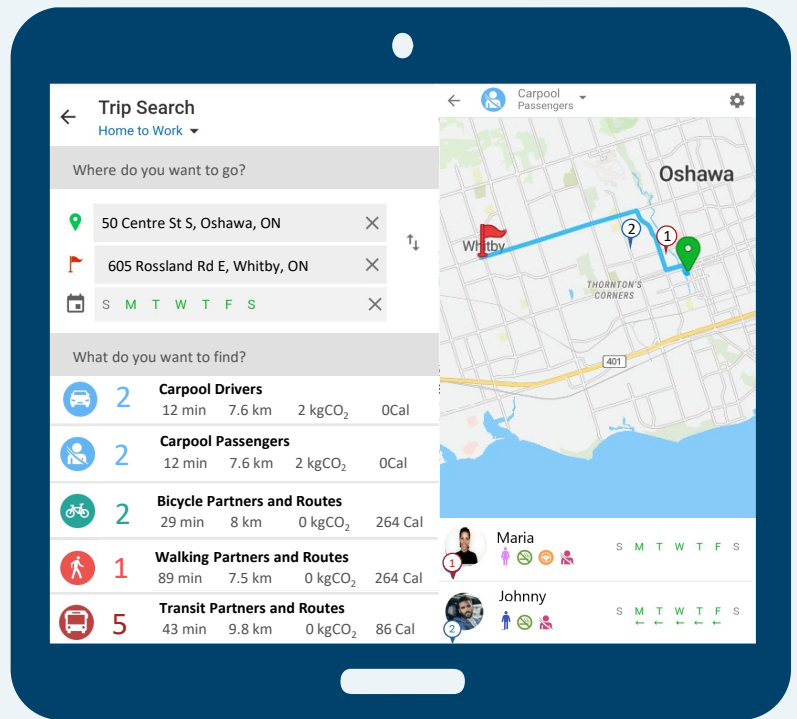 Trip Search
Home to Work
Where do you want to go?
50 Centre St S, Oshawa, ON
605 Rossland Rd E, Whitby, ON
S M T W T F S
What do you want to find?
2 Carpool Drivers
12 min 7.6 km 2 kgCO₂ 0Cal
2 Carpool Passengers
12 min 7.6 km 2 kgCO₂ 0Cal
2 Bicycle Partners and Routes
29 min 8 km 0 kgCO₂ 264 Cal
1 Walking Partners and Routes
89 min 7.5 km 0 kgCO₂ 264 Cal
5 Transit Partners and Routes
43 min 9.8 km 0 kgCO₂ 86 Cal
Carpool
Passengers
Oshawa
2
1
Whitby
THORNTON'S
CORNERS
401
Maria
S M T W T F S
1
Johnny
S M T W T F S
2